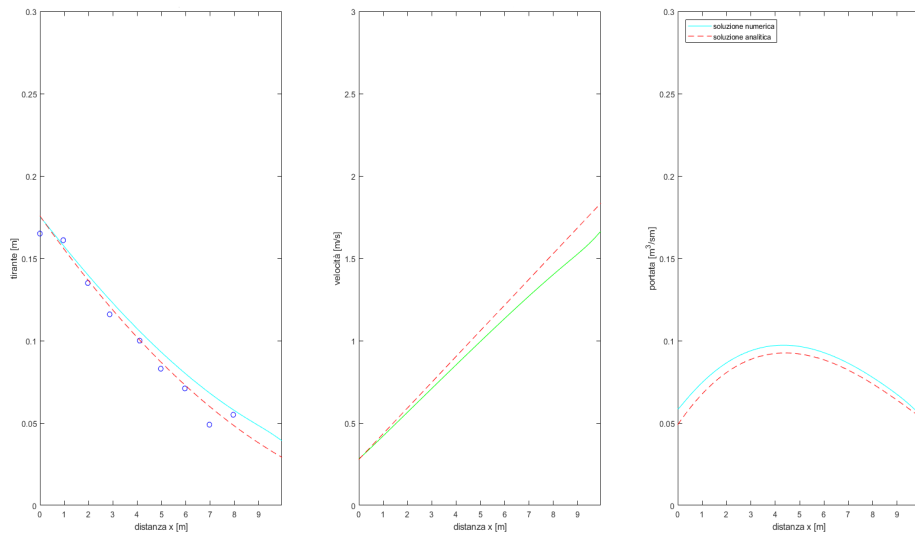 0.3
0.25
0.2
0.15
0.1
0.05
0
tirante [m]
0 1 2 3 4 5 6 7 8 9
distanza x [m]
3
2.5
2
1.5
1
0.5
0
velocità [m/s]
0 1 2 3 4 5 6 7 8 9
distanza x [m]
soluzione numerica
soluzione analitica
0.3
0.25
0.2
0.15
0.1
0.05
0
portata [m³/sm]
0 1 2 3 4 5 6 7 8 9
distanza x [m]